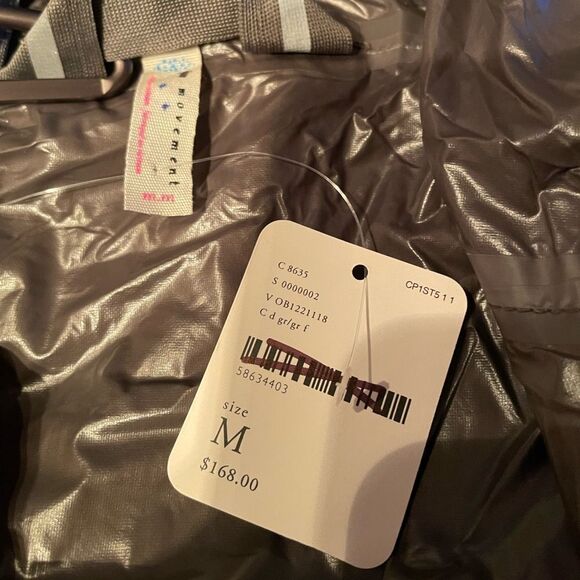 movement
m.m
C 8635
S 0000002
V OB1221118
C d gr/gr f
CP1ST5 1 1
58634403
size
M
$168.00